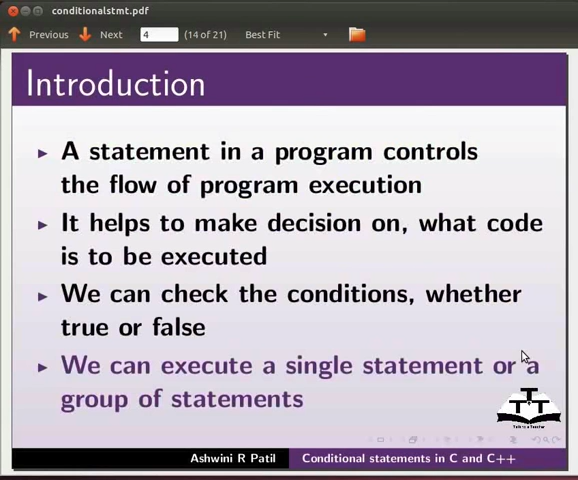 conditionalstmt.pdf
Previous Next 4 (14 of 21) Best Fit
Introduction
A statement in a program controls
the flow of program execution
It helps to make decision on, what code
is to be executed
We can check the conditions, whether
true or false
We can execute a single statement or a
group of statements
Ashwini R Patil Conditional statements in C and C++